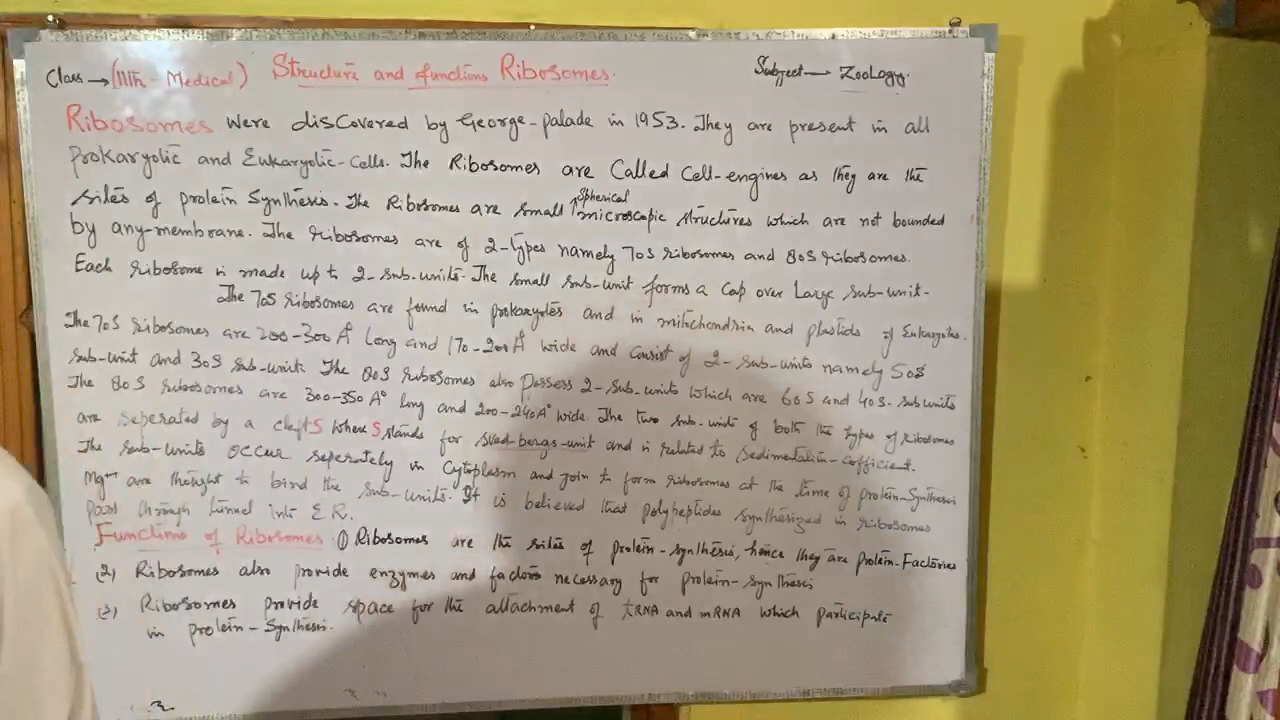 Class → (11th - Medical) Structure and functions Ribosomes. Subject — Zoology.
Ribosomes were discovered by George-palade in 1953. They are present in all
Prokaryotic and Eukaryotic-Cells. The Ribosomes are Called Cell-engines as they are the
sites of protein Synthesis. The Ribosomes are small ↑ Spherical microscopic structures which are not bounded
by any-membrane. The ribosomes are of 2-types namely 70S ribosomes and 80S ribosomes.
Each ribosome is made up to 2-sub-units. The small sub-unit forms a Cap over Large sub-unit-
The 70S ribosomes are found in prokaryotes and in mitochondria and plastids of Eukaryotes.
The 70S ribosomes are 200-300 A° long and 170-200 A° wide and consist of 2-sub-units namely 50S
sub-unit and 30S sub-unit. The 80S ribosomes also Possess 2-sub-units which are 60S and 40S-subunits
The 80S ribosomes are 300-350 A° long and 200-240 A° wide. The two sub-units of both the types of ribosomes
are seperated by a cleft S where S stands for Sved-bergs-unit and is related to Sedimentation-Cofficient.
The sub-units occur seperately in Cytoplasm and join to form ribosomes at the time of protein-Synthesis
Mg++ are thought to bind the sub-units. It is believed that polypeptides synthesized in ribosomes
pass through tunnel into E R.
Functions of Ribosomes (1) Ribosomes are the sites of protein-synthesis, hence they are Protein-Factories
(2) Ribosomes also provide enzymes and factors necessary for protein-synthesis
(3) Ribosomes provide space for the attachment of tRNA and mRNA which participate
in protein-Synthesis.